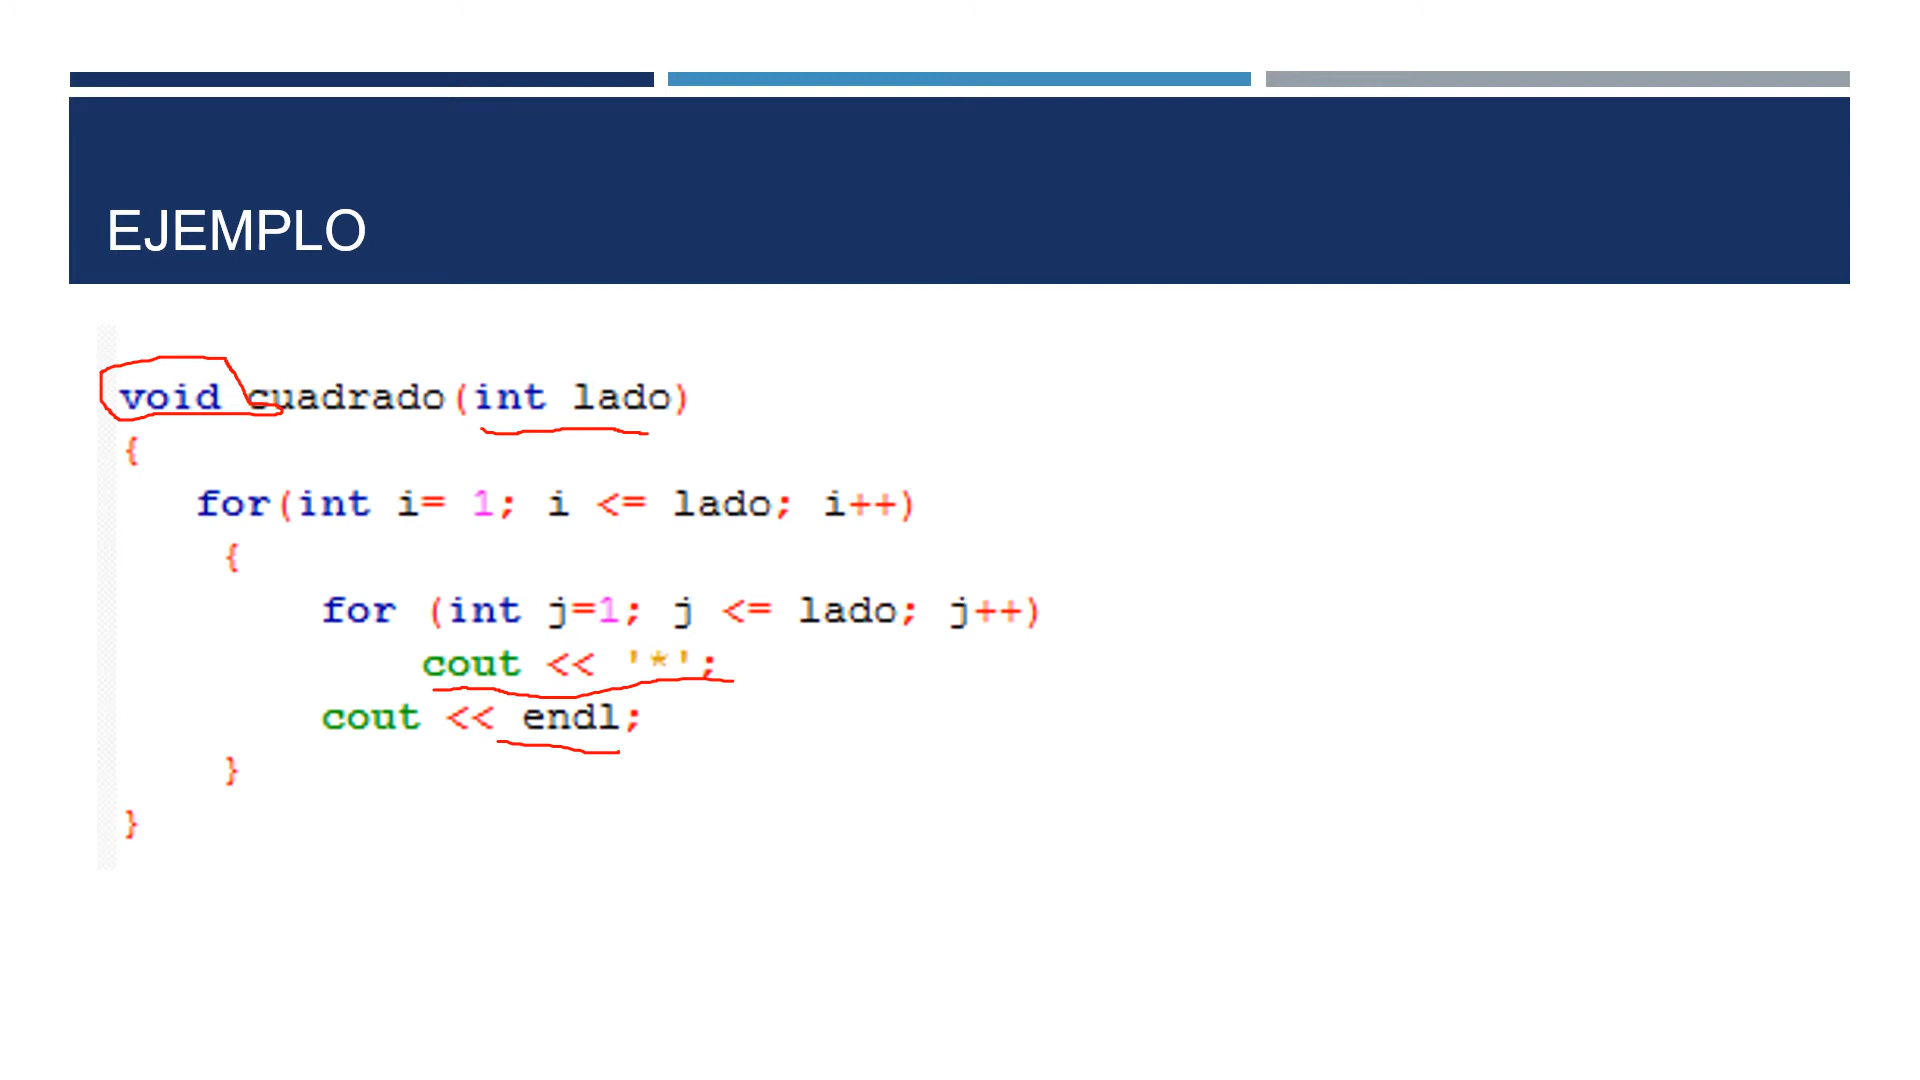 EJEMPLO
void cuadrado(int lado)
{
for(int i= 1; i <= lado; i++)
{
for (int j=1; j <= lado; j++)
cout << '*';
cout << endl;
}
}